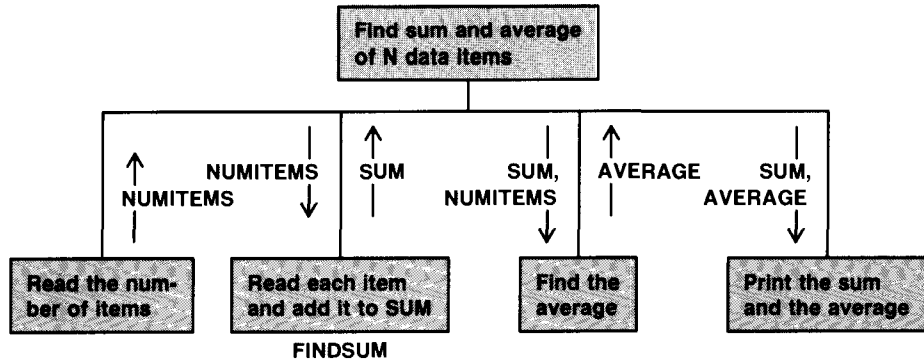 Find sum and average
of N data items
NUMITEMS
NUMITEMS
SUM
SUM,
NUMITEMS
AVERAGE
SUM,
AVERAGE
Read the num-
ber of items
Read each item
and add it to SUM
Find the
average
Print the sum
and the average
FINDSUM